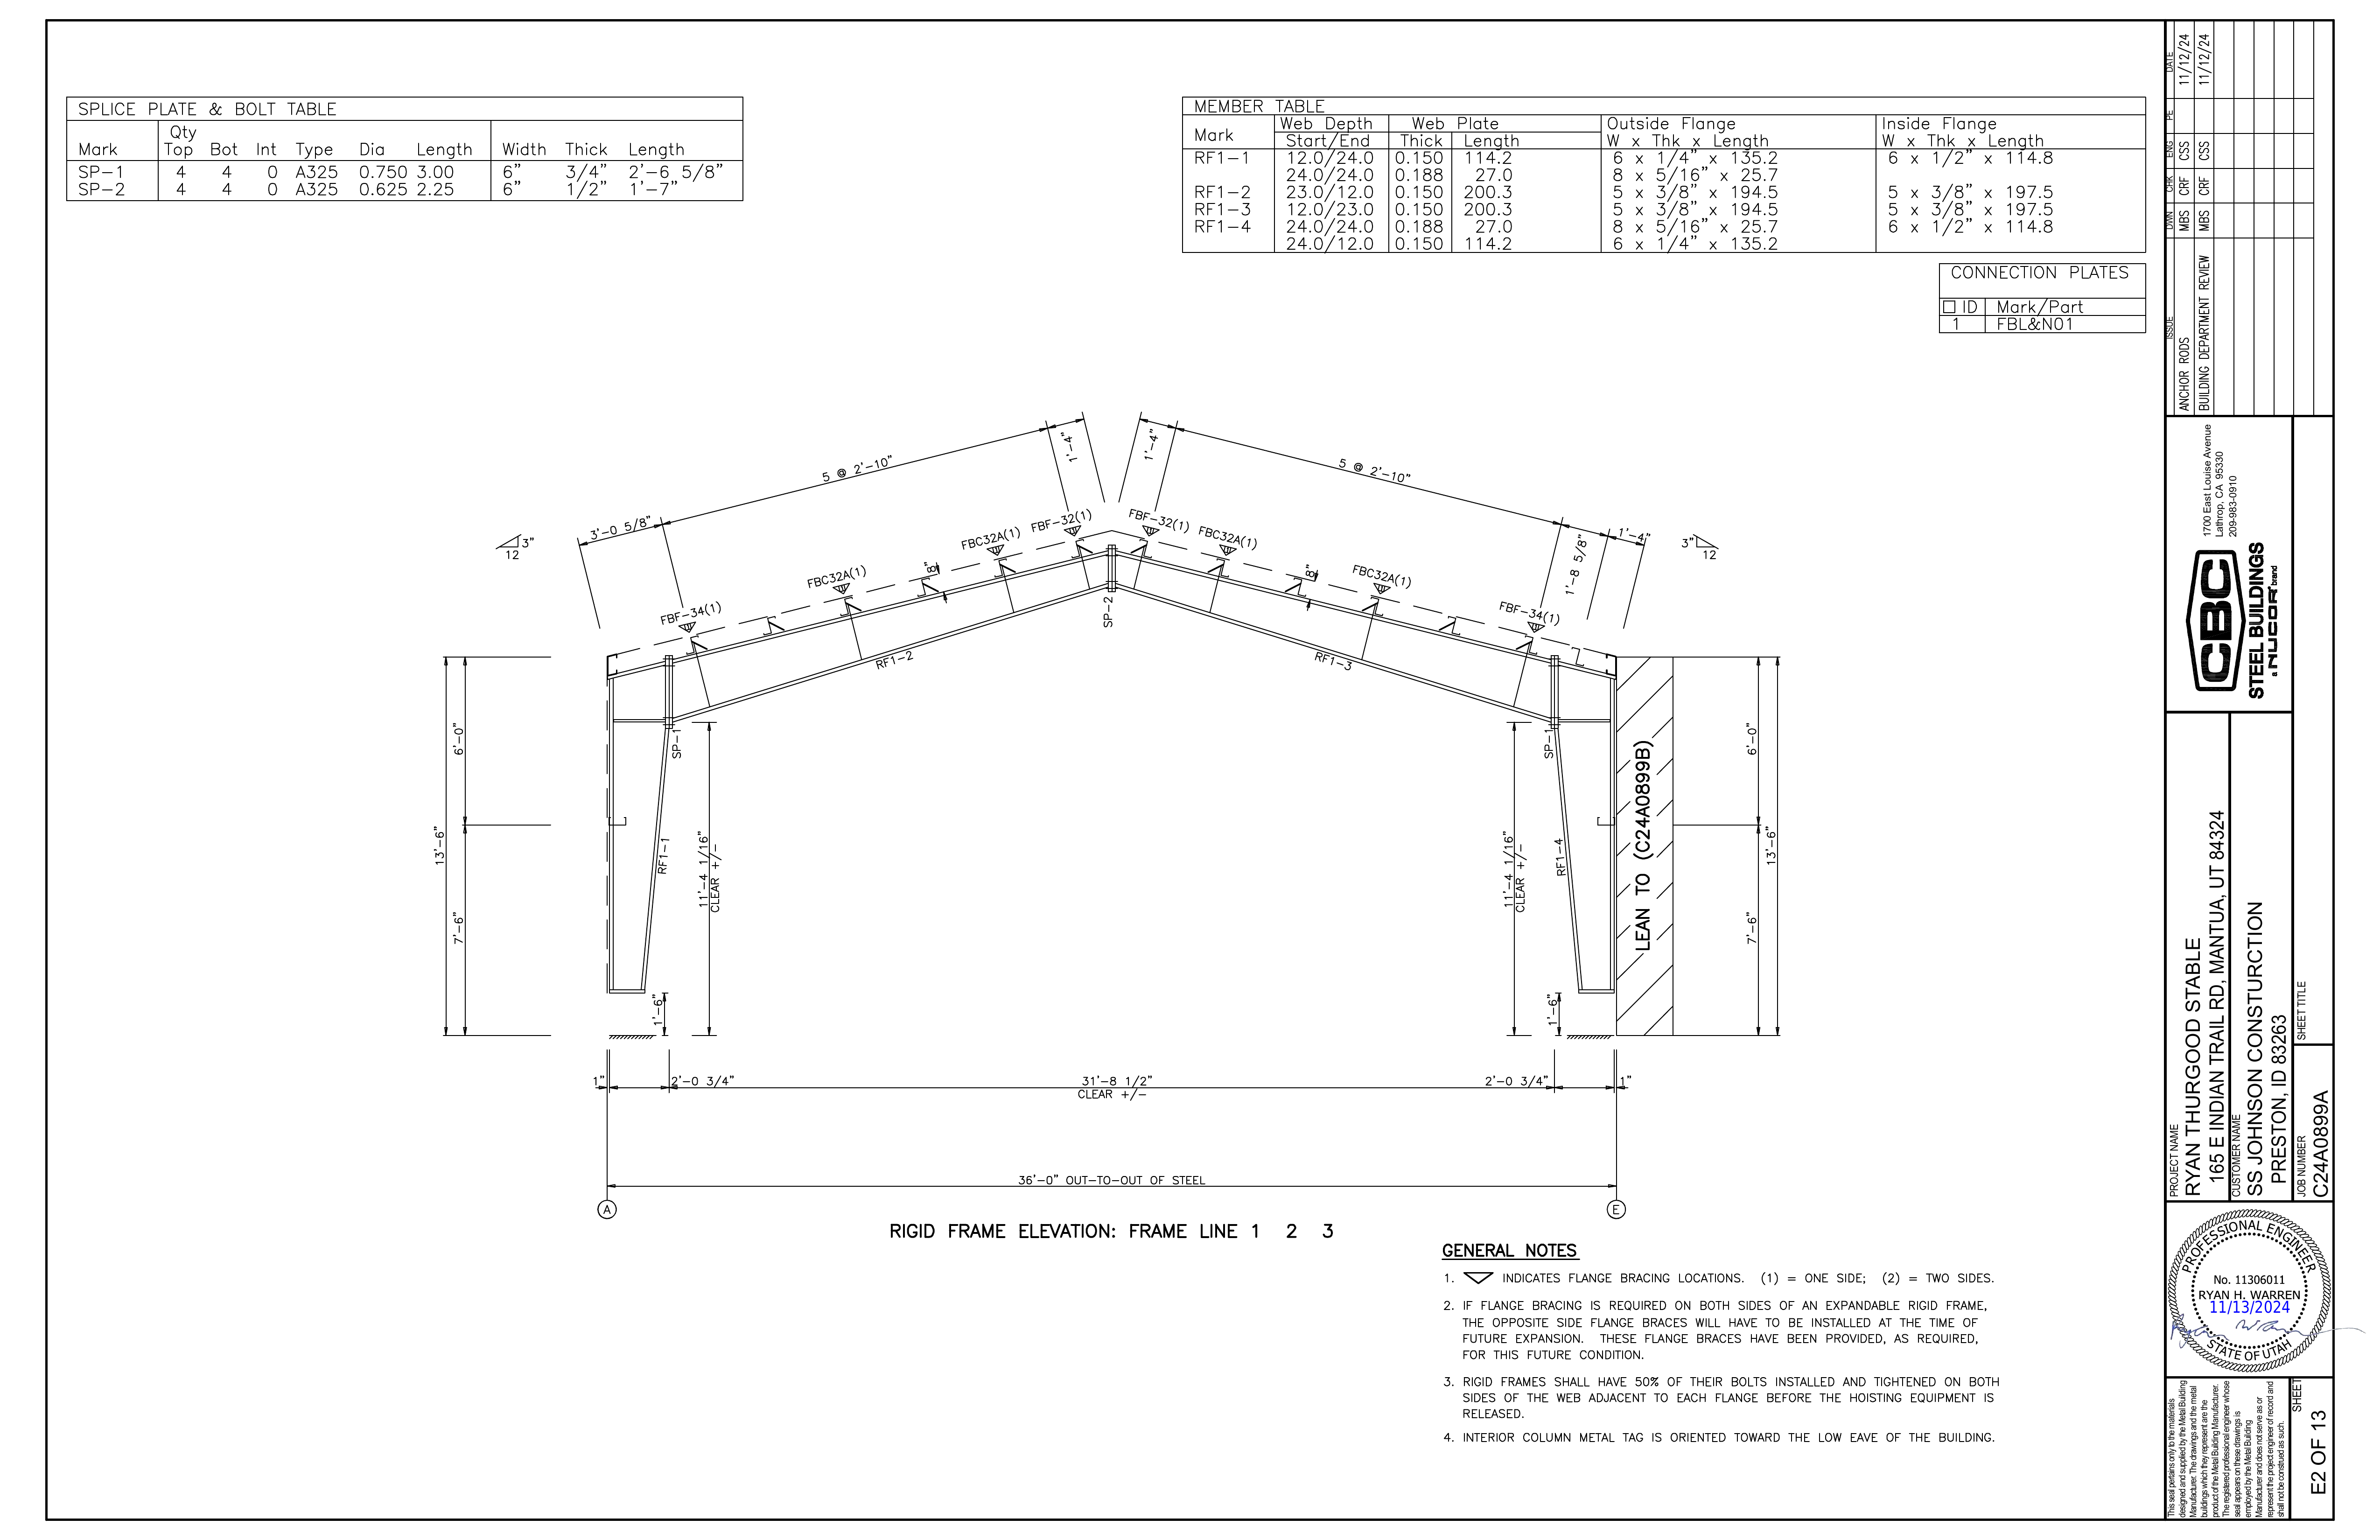 SPLICE PLATE & BOLT TABLE
Mark Qty Top Bot Int Type Dia Length Width Thick Length
SP-1 4 4 0 A325 0.750 3.00 6" 3/4" 2'-6 5/8"
SP-2 4 4 0 A325 0.625 2.25 6" 1/2" 1'-7"
MEMBER TABLE
Mark Web Depth Web Plate Outside Flange Inside Flange
Start/End Thick Length W x Thk x Length W x Thk x Length
RF1-1 12.0/24.0 0.150 114.2 6 x 1/4" x 135.2 6 x 1/2" x 114.8
24.0/24.0 0.188 27.0 8 x 5/16" x 25.7
RF1-2 23.0/12.0 0.150 200.3 5 x 3/8" x 194.5 5 x 3/8" x 197.5
RF1-3 12.0/23.0 0.150 200.3 5 x 3/8" x 194.5 5 x 3/8" x 197.5
RF1-4 24.0/24.0 0.188 27.0 8 x 5/16" x 25.7 6 x 1/2" x 114.8
24.0/12.0 0.150 114.2 6 x 1/4" x 135.2
CONNECTION PLATES
ID Mark/Part
1 FBL&N01
3'-0 5/8"
5 @ 2'-10"
1'-4"
1'-4"
5 @ 2'-10"
1'-8 5/8"
1'-4"
3"
12
3"
12
FBF-34(1)
FBC32A(1)
FBC32A(1)
FBF-32(1)
FBF-32(1)
FBC32A(1)
FBC32A(1)
FBF-34(1)
8"
8"
RF1-2
SP-2
RF1-3
SP-1
SP-1
RF1-1
RF1-4
13'-6"
6'-0"
7'-6"
11'-4 1/16"
CLEAR +/-
1'-6"
11'-4 1/16"
CLEAR +/-
1'-6"
LEAN TO (C24A0899B)
6'-0"
7'-6"
13'-6"
1"
2'-0 3/4"
31'-8 1/2"
CLEAR +/-
2'-0 3/4"
1"
36'-0" OUT-TO-OUT OF STEEL
A
E
RIGID FRAME ELEVATION: FRAME LINE 1 2 3
GENERAL NOTES
1. INDICATES FLANGE BRACING LOCATIONS. (1) = ONE SIDE; (2) = TWO SIDES.
2. IF FLANGE BRACING IS REQUIRED ON BOTH SIDES OF AN EXPANDABLE RIGID FRAME,
THE OPPOSITE SIDE FLANGE BRACES WILL HAVE TO BE INSTALLED AT THE TIME OF
FUTURE EXPANSION. THESE FLANGE BRACES HAVE BEEN PROVIDED, AS REQUIRED,
FOR THIS FUTURE CONDITION.
3. RIGID FRAMES SHALL HAVE 50% OF THEIR BOLTS INSTALLED AND TIGHTENED ON BOTH
SIDES OF THE WEB ADJACENT TO EACH FLANGE BEFORE THE HOISTING EQUIPMENT IS
RELEASED.
4. INTERIOR COLUMN METAL TAG IS ORIENTED TOWARD THE LOW EAVE OF THE BUILDING.
ISSUE DWN CHK ENG PE DATE
ANCHOR RODS MBS CRF CSS 11/12/24
BUILDING DEPARTMENT REVIEW MBS CRF CSS 11/12/24
1700 East Louise Avenue
Lathrop, CA 95330
209-983-0910
CBC
STEEL BUILDINGS
a NUCOR brand
PROJECT NAME
RYAN THURGOOD STABLE
165 E INDIAN TRAIL RD, MANTUA, UT 84324
CUSTOMER NAME
SS JOHNSON CONSTURCTION
PRESTON, ID 83263
SHEET TITLE
JOB NUMBER
C24A0899A
PROFESSIONAL ENGINEER
No. 11306011
RYAN H. WARREN
11/13/2024
STATE OF UTAH
This seal pertains only to the materials
designed and supplied by the Metal Building
Manufacturer. The drawings and the metal
buildings which they represent are the
product of the Metal Building Manufacturer.
The registered professional engineer whose
seal appears on these drawings is
employed by the Metal Building
Manufacturer and does not serve as or
represent the project engineer of record and
shall not be construed as such.
SHEET
E2 OF 13